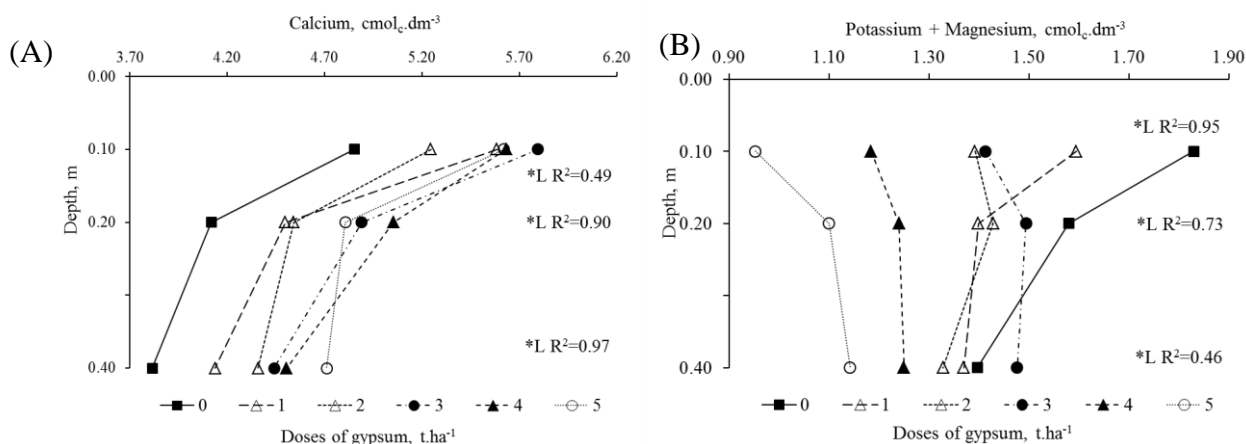 (A)
Calcium, cmolc.dm-3
3.70 4.20 4.70 5.20 5.70 6.20
0.00
0.10
*L R2=0.49
0.20
*L R2=0.90
0.40
*L R2=0.97
Depth, m
0 1 2 3 4 5
Doses of gypsum, t.ha-1
(B)
Potassium + Magnesium, cmolc.dm-3
0.90 1.10 1.30 1.50 1.70 1.90
0.00
*L R2=0.95
0.10
0.20
*L R2=0.73
*L R2=0.46
0.40
Depth, m
0 1 2 3 4 5
Doses of gypsum, t.ha-1